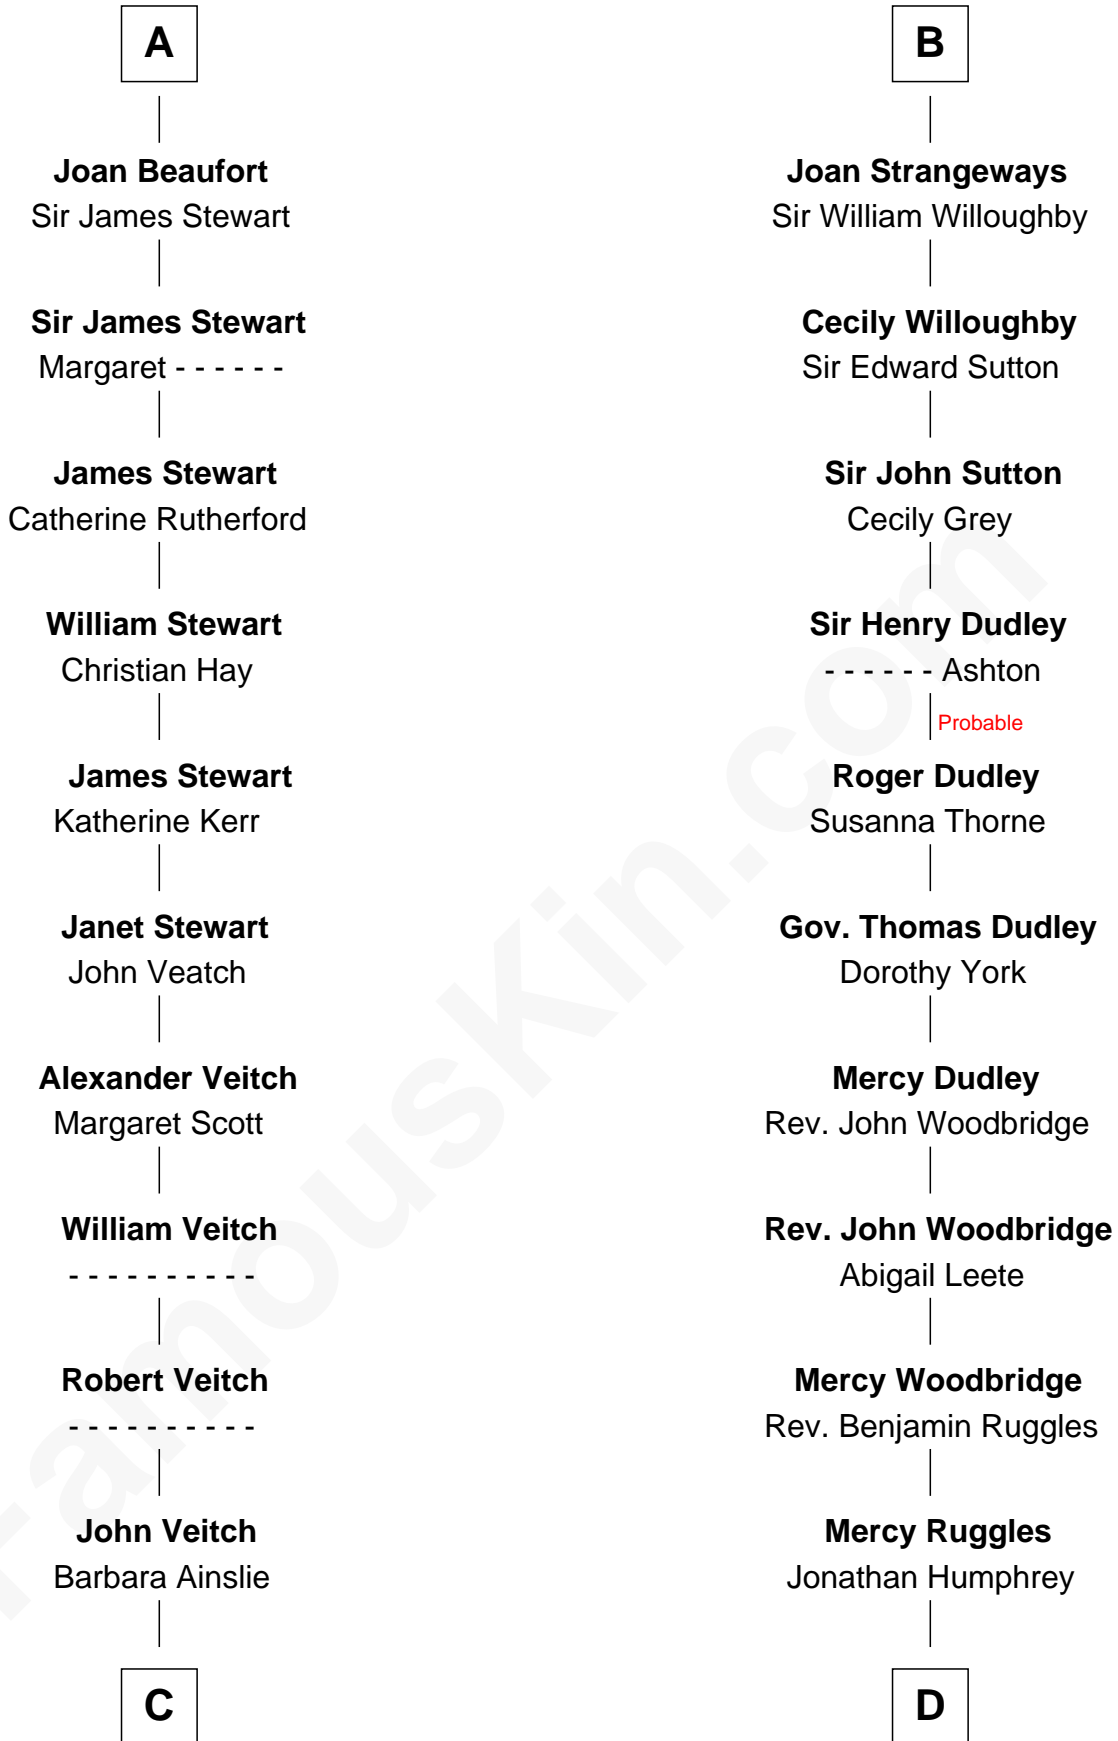 A
Joan Beaufort
Sir James Stewart
Sir James Stewart
Margaret - - - - - -
James Stewart
Catherine Rutherford
William Stewart
Christian Hay
James Stewart
Katherine Kerr
Janet Stewart
John Veatch
Alexander Veitch
Margaret Scott
William Veitch
- - - - - - - - - -
Robert Veitch
- - - - - - - - - -
John Veitch
Barbara Ainslie
C
B
Joan Strangeways
Sir William Willoughby
Cecily Willoughby
Sir Edward Sutton
Sir John Sutton
Cecily Grey
Sir Henry Dudley
- - - - - - Ashton
Probable
Roger Dudley
Susanna Thorne
Gov. Thomas Dudley
Dorothy York
Mercy Dudley
Rev. John Woodbridge
Rev. John Woodbridge
Abigail Leete
Mercy Woodbridge
Rev. Benjamin Ruggles
Mercy Ruggles
Jonathan Humphrey
D
FamousKin.com